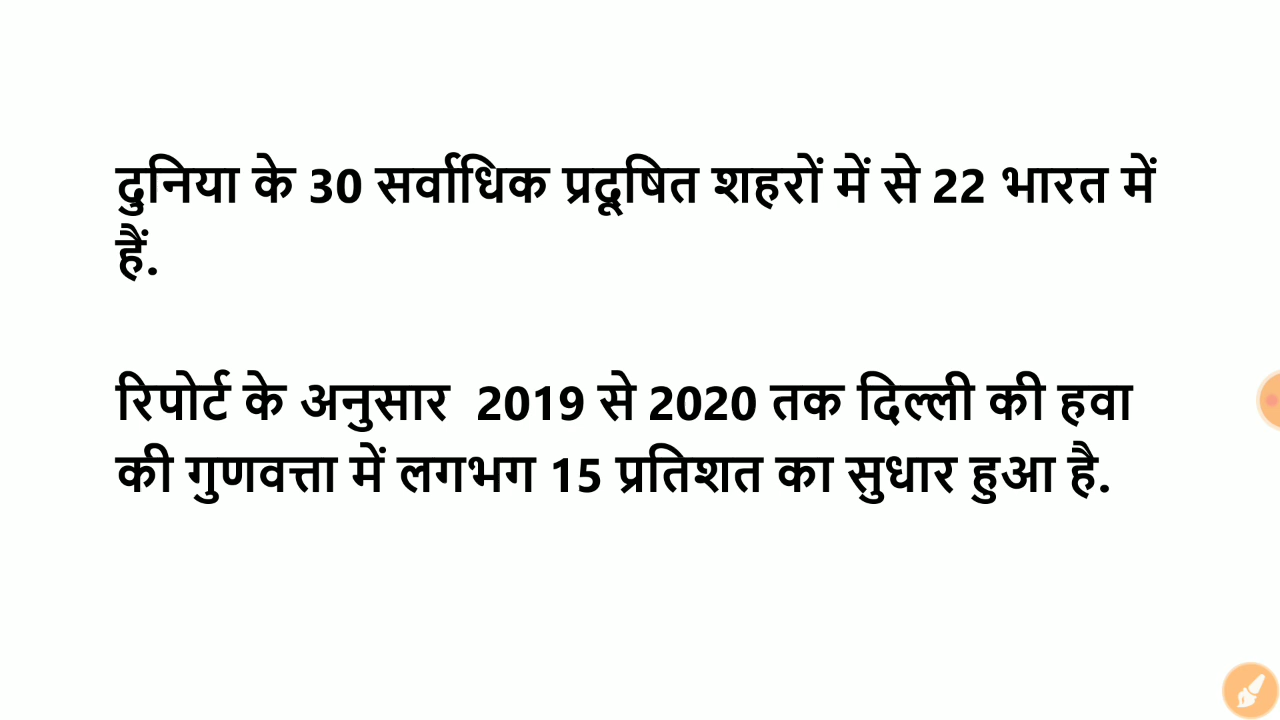 दुनिया के 30 सर्वाधिक प्रदूषित शहरों में से 22 भारत में
हैं.
रिपोर्ट के अनुसार  2019 से 2020 तक दिल्ली की हवा
की गुणवत्ता में लगभग 15 प्रतिशत का सुधार हुआ है.